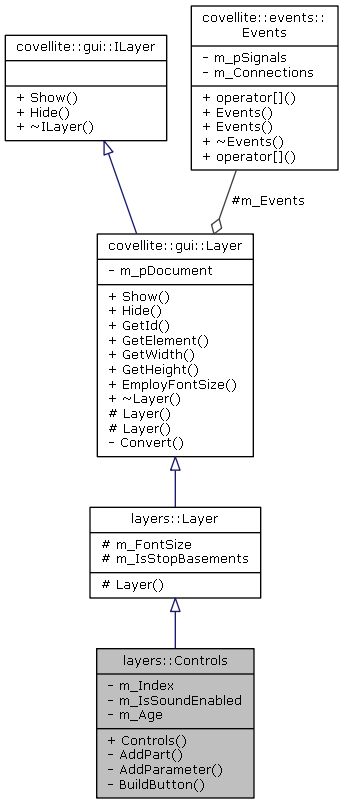 covellite::events::
Events
- m_pSignals
- m_Connections
+ operator[]()
+ Events()
+ Events()
+ ~Events()
+ operator[]()
covellite::gui::ILayer
+ Show()
+ Hide()
+ ~ILayer()
#m_Events
covellite::gui::Layer
- m_pDocument
+ Show()
+ Hide()
+ GetId()
+ GetElement()
+ GetWidth()
+ GetHeight()
+ EmployFontSize()
+ ~Layer()
# Layer()
# Layer()
- Convert()
layers::Layer
# m_FontSize
# m_IsStopBasements
# Layer()
layers::Controls
- m_Index
- m_IsSoundEnabled
- m_Age
+ Controls()
- AddPart()
- AddParameter()
- BuildButton()